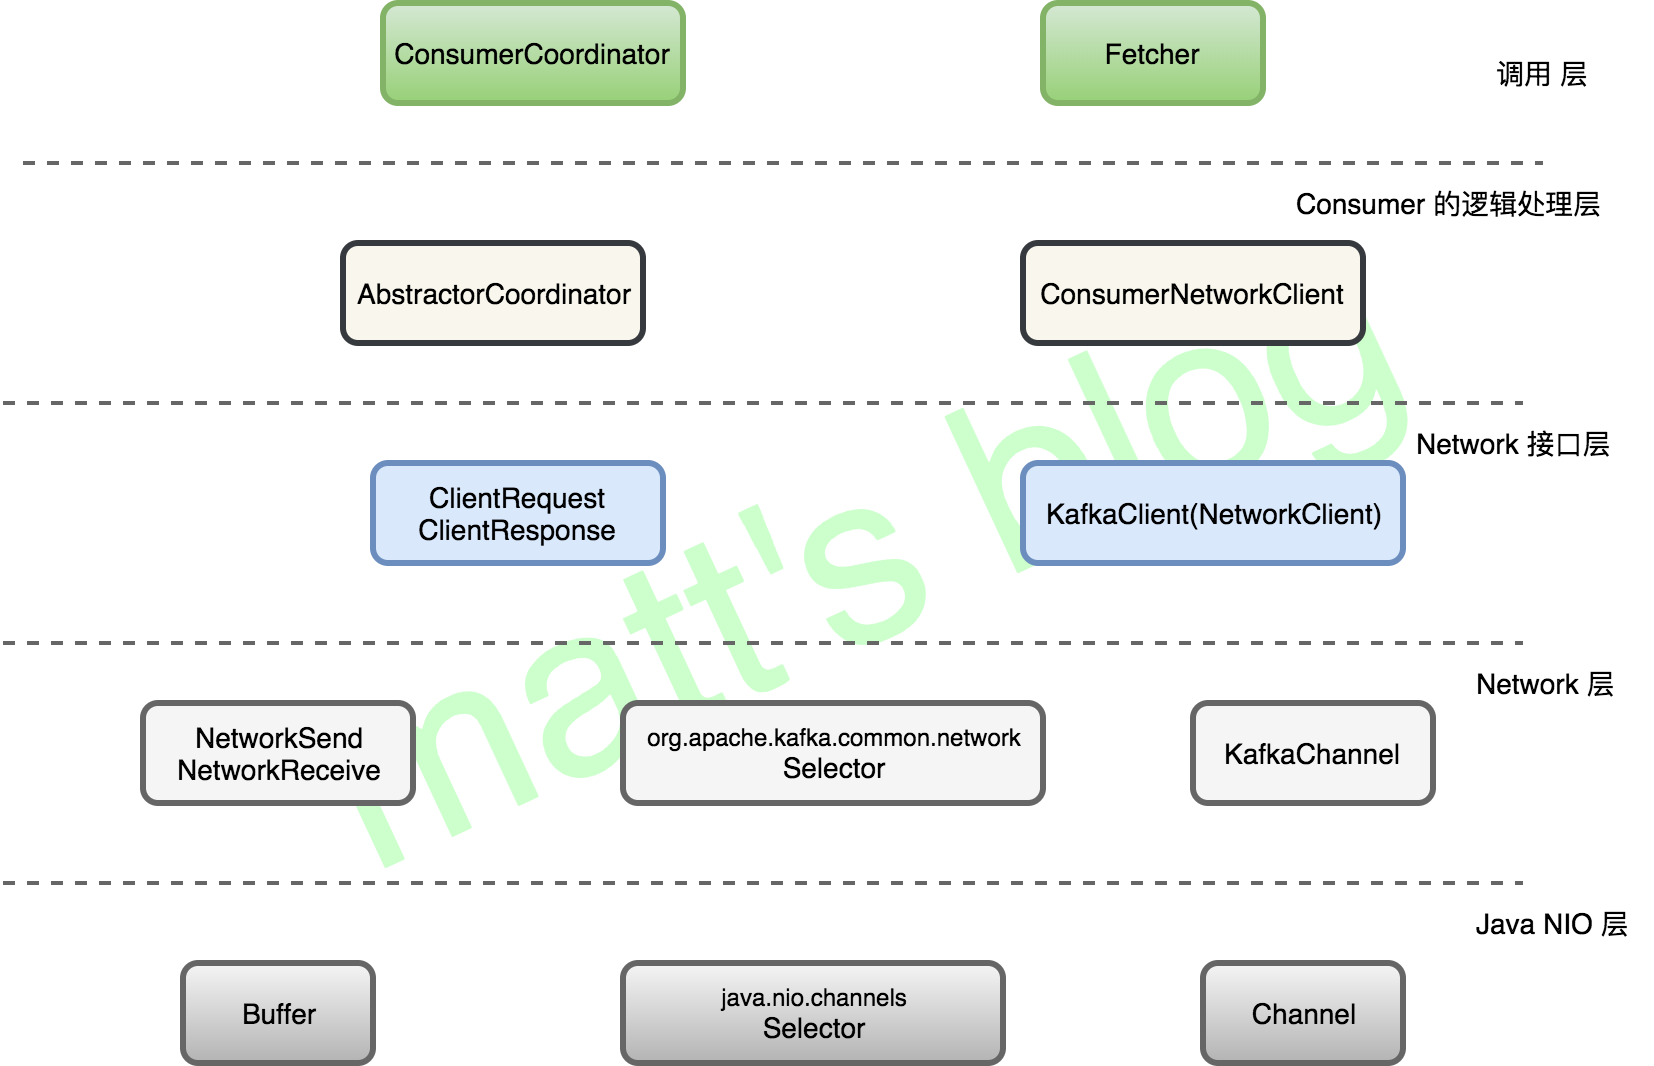 ConsumerCoordinator
Fetcher
调用 层
Consumer 的逻辑处理层
AbstractorCoordinator
ConsumerNetworkClient
Network 接口层
ClientRequest
ClientResponse
KafkaClient(NetworkClient)
matt's blog
Network 层
NetworkSend
NetworkReceive
org.apache.kafka.common.network
Selector
KafkaChannel
Java NIO 层
Buffer
java.nio.channels
Selector
Channel